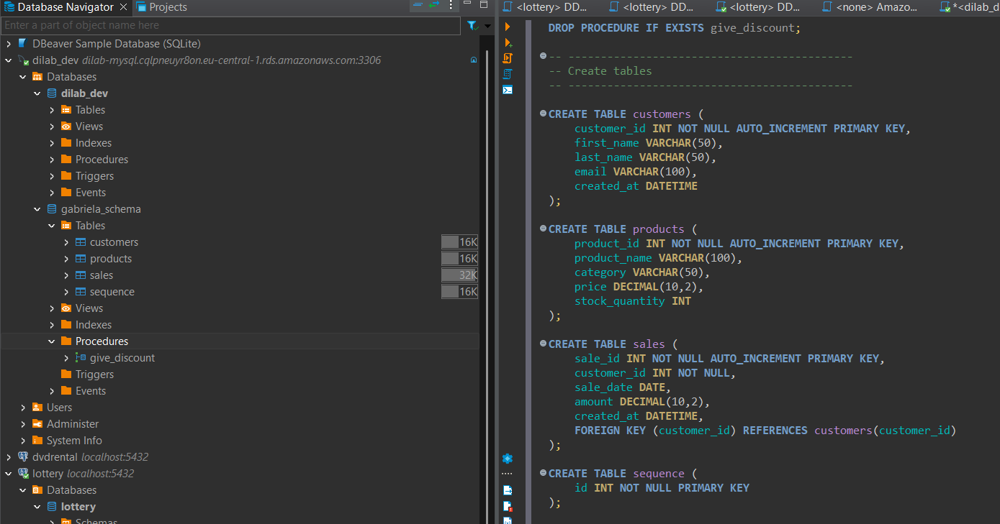 Database Navigator
Projects
Enter a part of object name here
DBeaver Sample Database (SQLite)
dilab_dev dilab-mysql.cqlpneuyr8on.eu-central-1.rds.amazonaws.com:3306
Databases
dilab_dev
Tables
Views
Indexes
Procedures
Triggers
Events
gabriela_schema
Tables
customers 16K
products 16K
sales 32K
sequence 16K
Views
Indexes
Procedures
give_discount
Triggers
Events
Users
Administer
System Info
dvdrental localhost:5432
lottery localhost:5432
Databases
lottery
Schemas
<lottery> DD...
<lottery> DD...
<lottery> DD...
<none> Amazo...
*<dilab_d
DROP PROCEDURE IF EXISTS give_discount;
-- --------------------------------------------
-- Create tables
-- --------------------------------------------
CREATE TABLE customers (
customer_id INT NOT NULL AUTO_INCREMENT PRIMARY KEY,
first_name VARCHAR(50),
last_name VARCHAR(50),
email VARCHAR(100),
created_at DATETIME
);
CREATE TABLE products (
product_id INT NOT NULL AUTO_INCREMENT PRIMARY KEY,
product_name VARCHAR(100),
category VARCHAR(50),
price DECIMAL(10,2),
stock_quantity INT
);
CREATE TABLE sales (
sale_id INT NOT NULL AUTO_INCREMENT PRIMARY KEY,
customer_id INT NOT NULL,
sale_date DATE,
amount DECIMAL(10,2),
created_at DATETIME,
FOREIGN KEY (customer_id) REFERENCES customers(customer_id)
);
CREATE TABLE sequence (
id INT NOT NULL PRIMARY KEY
);